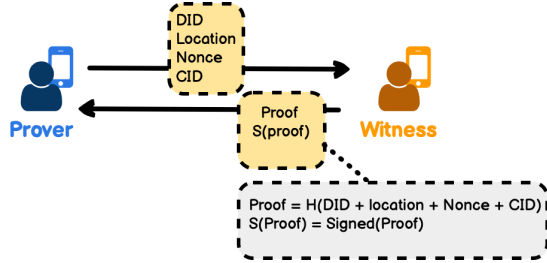 DID
Location
Nonce
CID
Prover
Witness
Proof
S(proof)
Proof = H(DID + location + Nonce + CID)
S(Proof) = Signed(Proof)